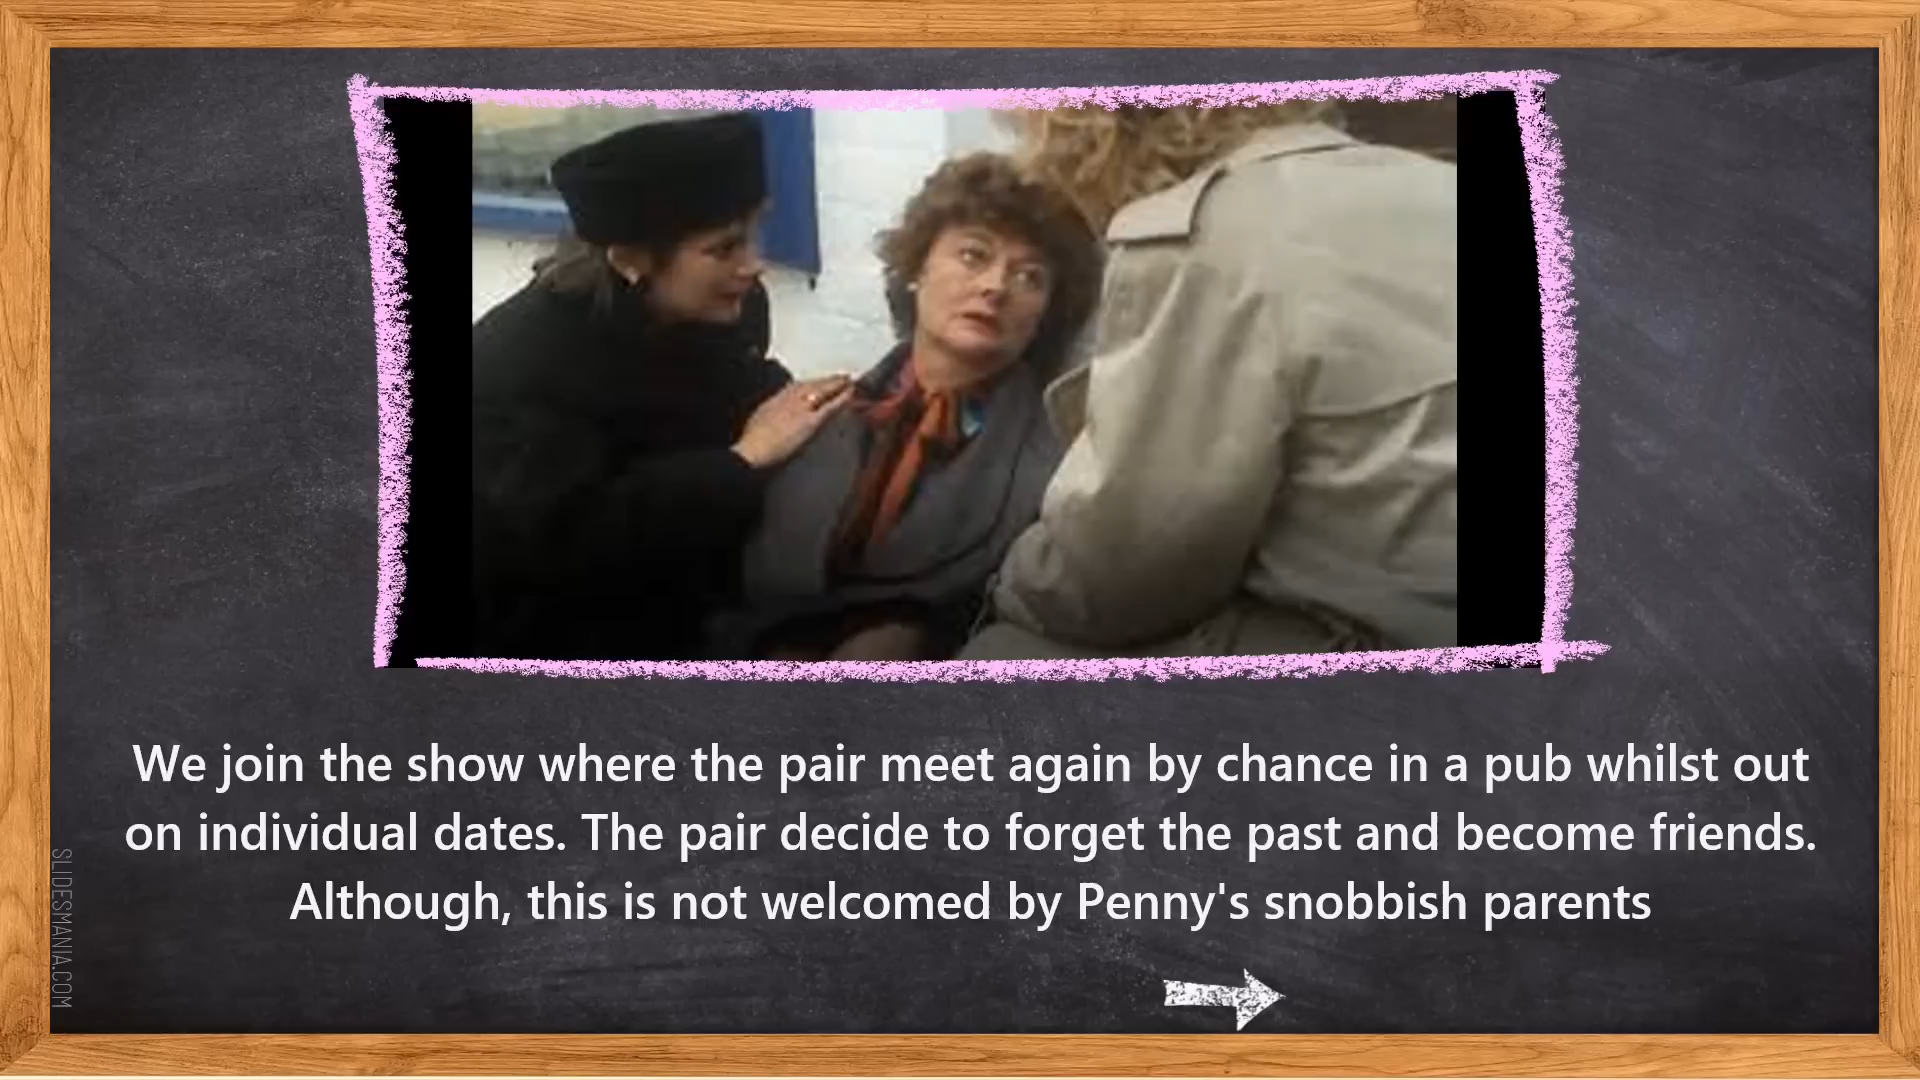 We join the show where the pair meet again by chance in a pub whilst out
on individual dates. The pair decide to forget the past and become friends.
Although, this is not welcomed by Penny's snobbish parents
SLIDESMANIA.COM